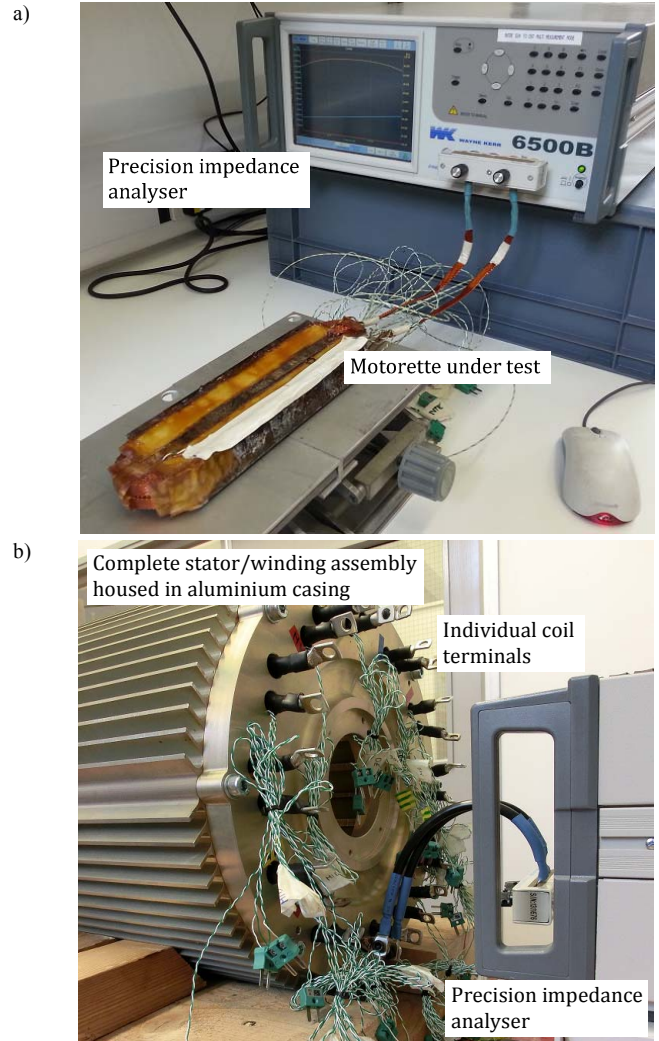 a)
WAYNE KERR
6500B
Precision impedance
analyser
Motorette under test
b)
Complete stator/winding assembly
housed in aluminium casing
Individual coil
terminals
Precision impedance
analyser